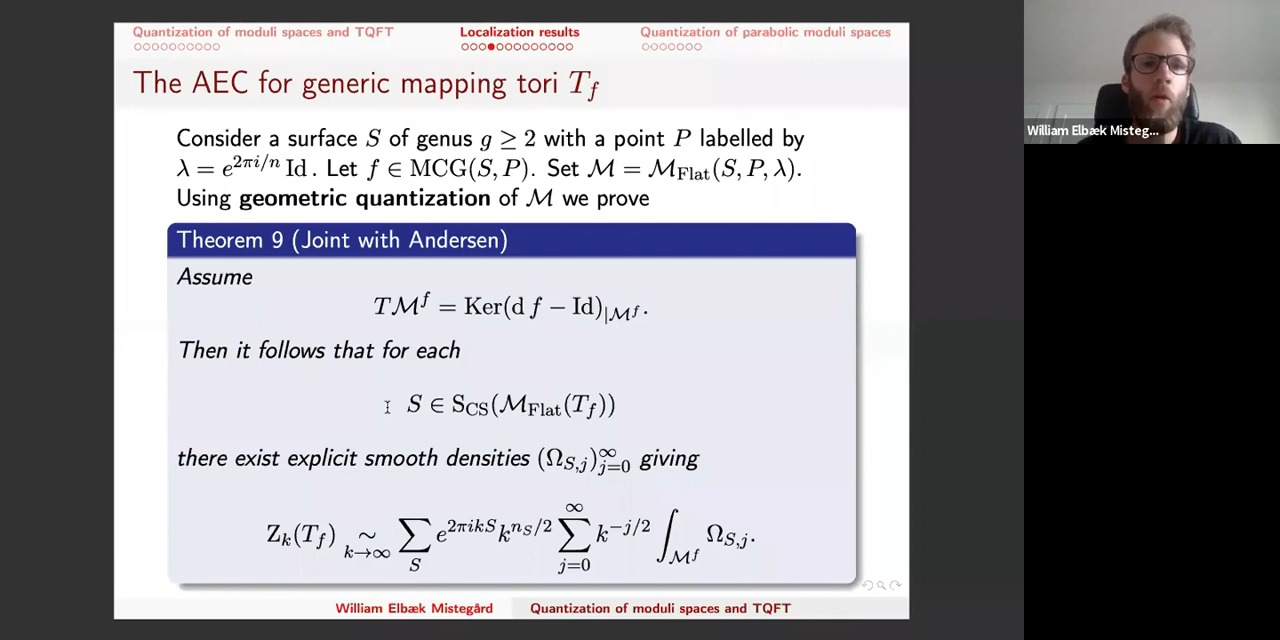 Quantization of moduli spaces and TQFT Localization results Quantization of parabolic moduli spaces
The AEC for generic mapping tori T_f
Consider a surface S of genus g ≥ 2 with a point P labelled by
λ = e^{2πi/n} Id. Let f ∈ MCG(S, P). Set ℳ = ℳ_Flat(S, P, λ).
Using geometric quantization of ℳ we prove
Theorem 9 (Joint with Andersen)
Assume
Tℳ^f = Ker(d f − Id)_{|ℳ^f}.
Then it follows that for each
S ∈ S_CS(ℳ_Flat(T_f))
there exist explicit smooth densities (Ω_{S,j})_{j=0}^∞ giving
Z_k(T_f) ∼_{k→∞} ∑_S e^{2πikS} k^{n_S/2} ∑_{j=0}^∞ k^{−j/2} ∫_{ℳ^f} Ω_{S,j}.
William Elbæk Mistegård Quantization of moduli spaces and TQFT
William Elbæk Misteg...